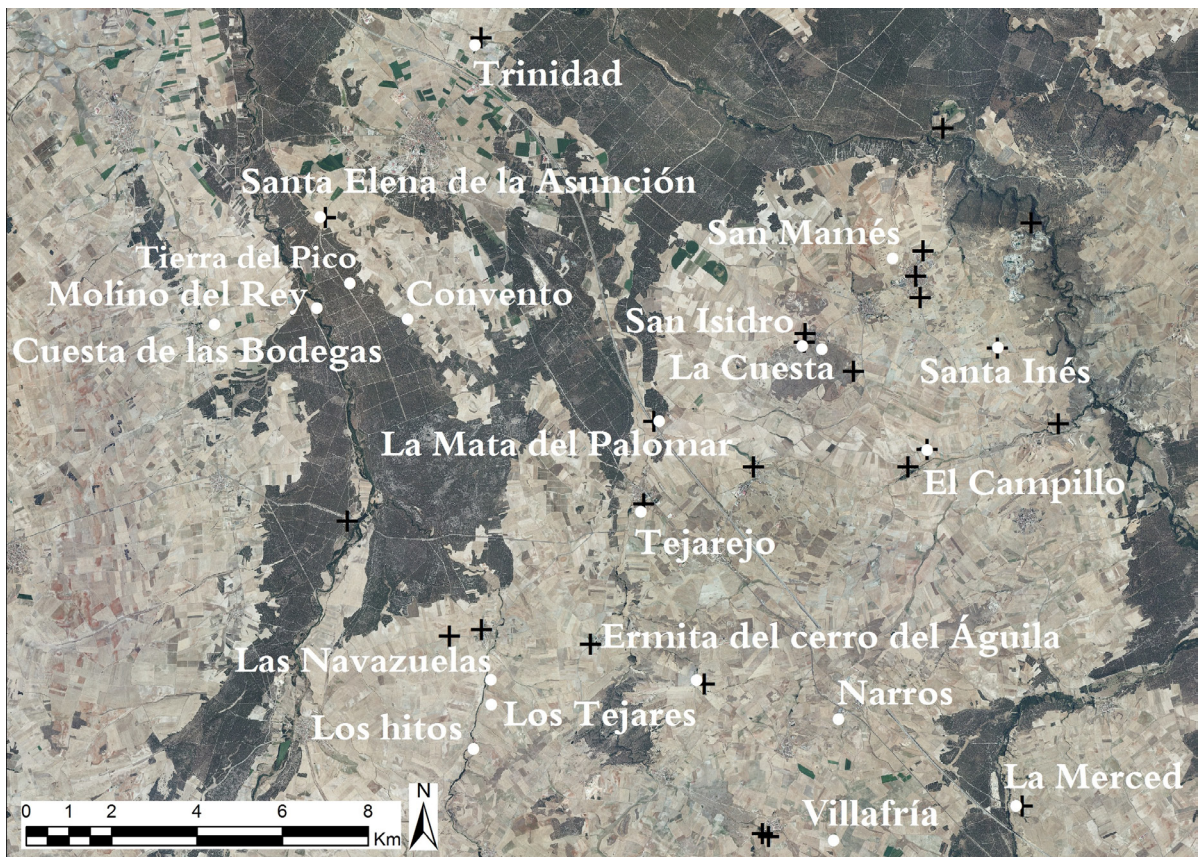 Trinidad
Santa Elena de la Asunción
San Mamés
Tierra del Pico
Molino del Rey
Convento
San Isidro
Cuesta de las Bodegas
La Cuesta
Santa Inés
La Mata del Palomar
El Campillo
Tejarejo
Ermita del cerro del Águila
Las Navazuelas
Narros
Los Tejares
Los hitos
La Merced
Villafría
0 1 2 4 6 8
Km
N